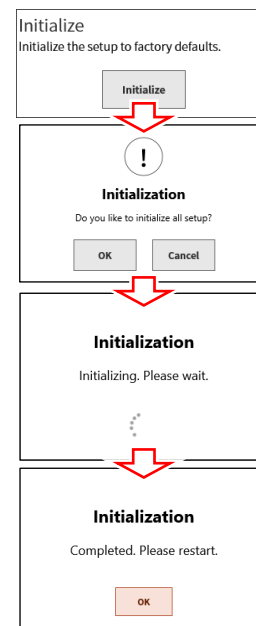 Initialize
Initialize the setup to factory defaults.
Initialize
!
Initialization
Do you like to initialize all setup?
OK Cancel
Initialization
Initializing. Please wait.
Initialization
Completed. Please restart.
OK